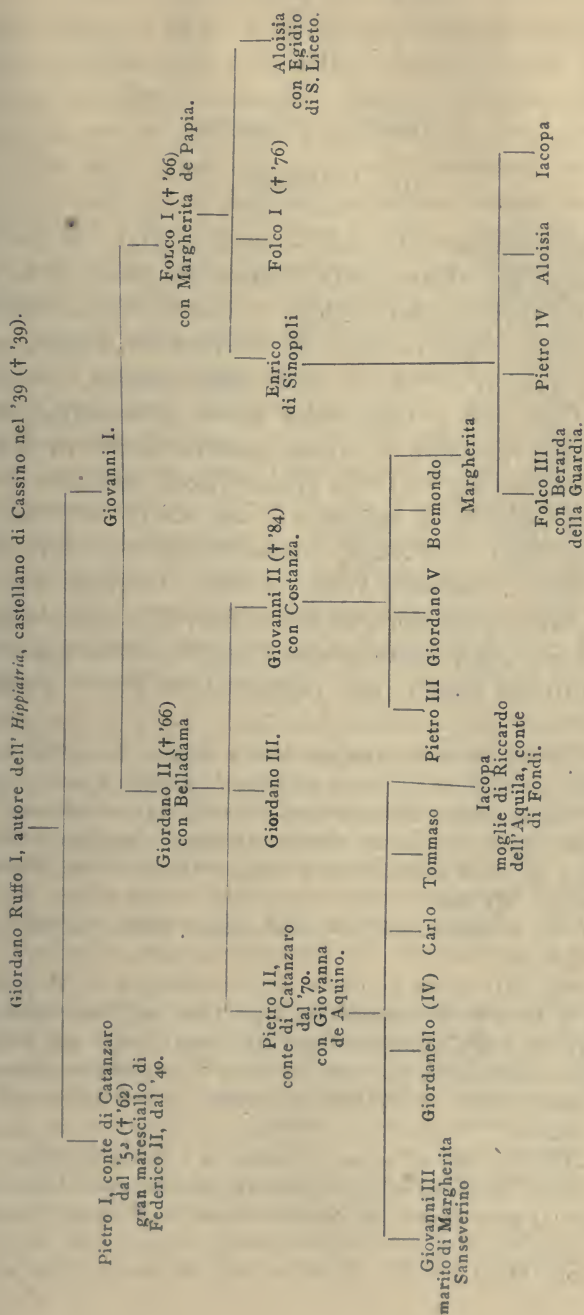 Giordano Ruffo I, autore dell' Hippiatria, castellano di Cassino nel '39 († '39).
Pietro I, conte di Catanzaro
dal '52 († '62)
gran maresciallo di
Federico II, dal '40.
Giovanni I.
Giordano II († '66)
con Belladama
FOLCO I († '66)
con Margherita de Papia.
Pietro II,
conte di Catanzaro
dal '70.
con Giovanna
de Aquino.
Giordano III.
Giovanni II († '84)
con Costanza.
Enrico
di Sinopoli
Folco I († '76)
Aloisia
con Egidio
di S. Liceto.
Giovanni III
marito di Margherita
Sanseverino
Giordanello (IV)
Carlo
Tommaso
Iacopa
moglie di Riccardo
dell'Aquila, conte
di Fondi.
Pietro III
Giordano V
Boemondo
Margherita
Folco III
con Berarda
della Guardia.
Pietro IV
Aloisia
Iacopa